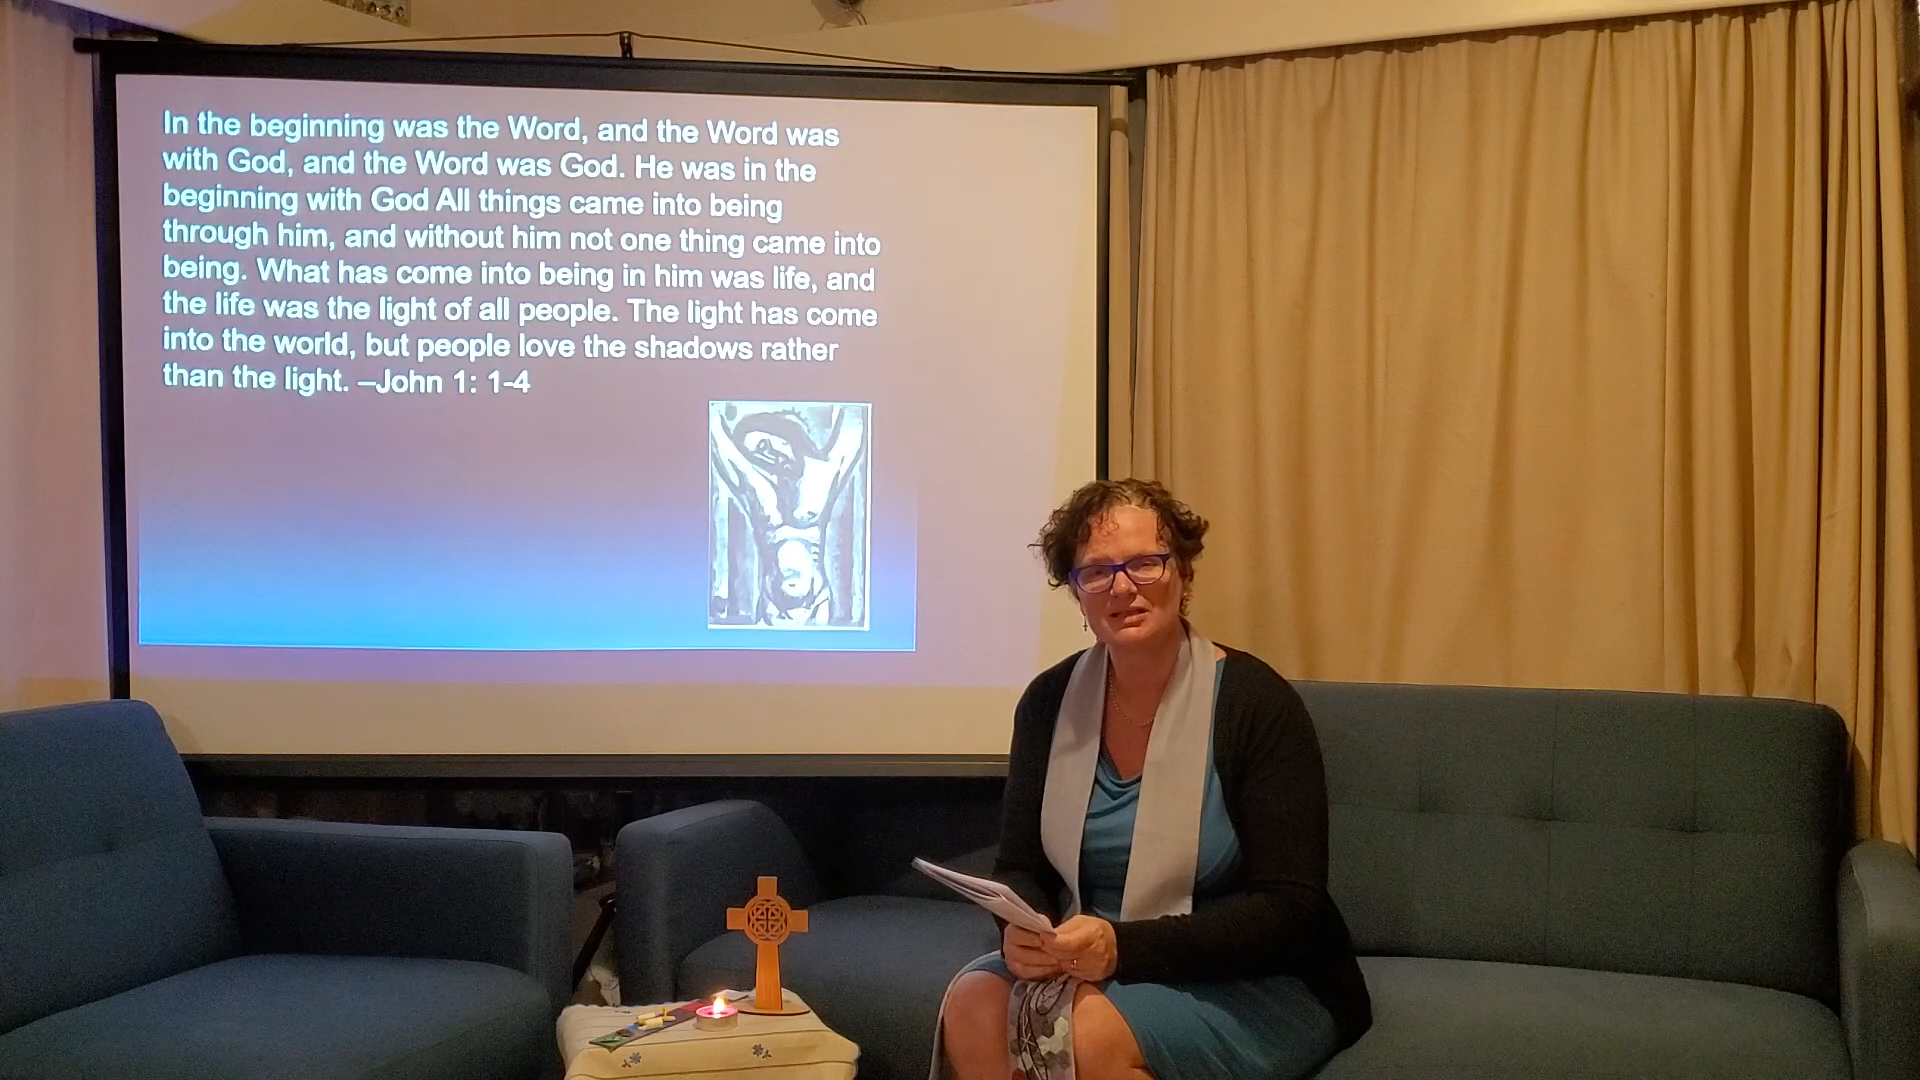 In the beginning was the Word, and the Word was
with God, and the Word was God. He was in the
beginning with God All things came into being
through him, and without him not one thing came into
being. What has come into being in him was life, and
the life was the light of all people. The light has come
into the world, but people love the shadows rather
than the light. –John 1: 1-4